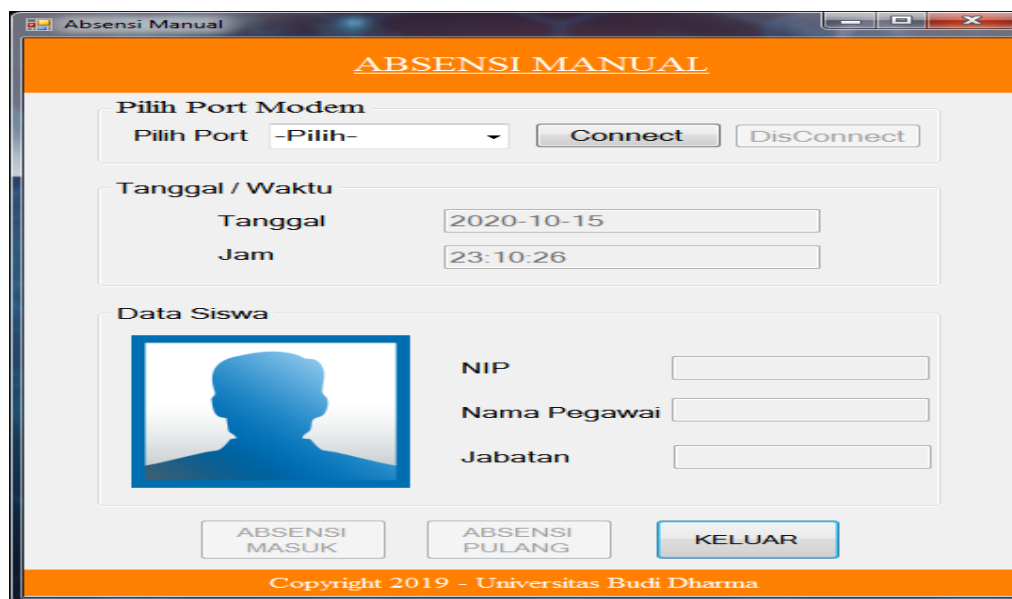 Absensi Manual
ABSENSI MANUAL
Pilih Port Modem
Pilih Port -Pilih- Connect DisConnect
Tanggal / Waktu
Tanggal 2020-10-15
Jam 23:10:26
Data Siswa
NIP
Nama Pegawai
Jabatan
ABSENSI MASUK ABSENSI PULANG KELUAR
Copyright 2019 - Universitas Budi Dharma